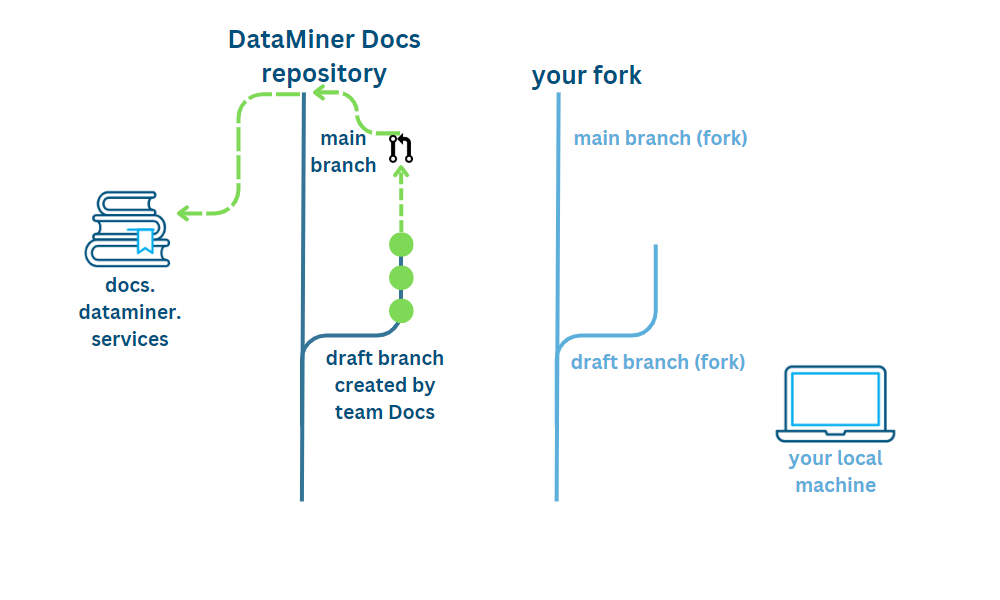 DataMiner Docs
repository
your fork
main
branch
main branch (fork)
docs.
dataminer.
services
draft branch
created by
team Docs
draft branch (fork)
your local
machine